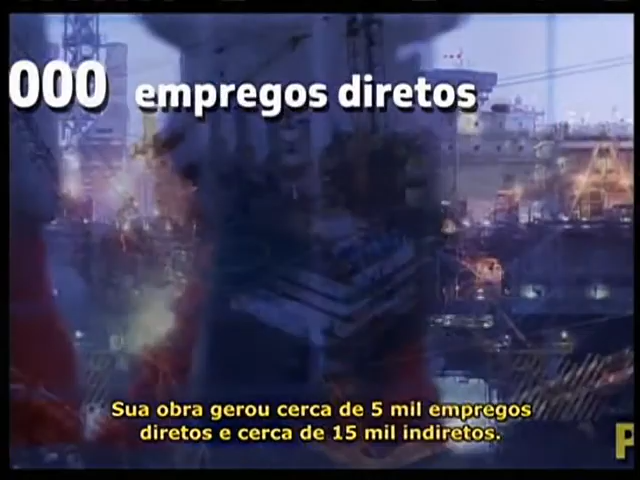 000 empregos diretos
Sua obra gerou cerca de 5 mil empregos
diretos e cerca de 15 mil indiretos.
P